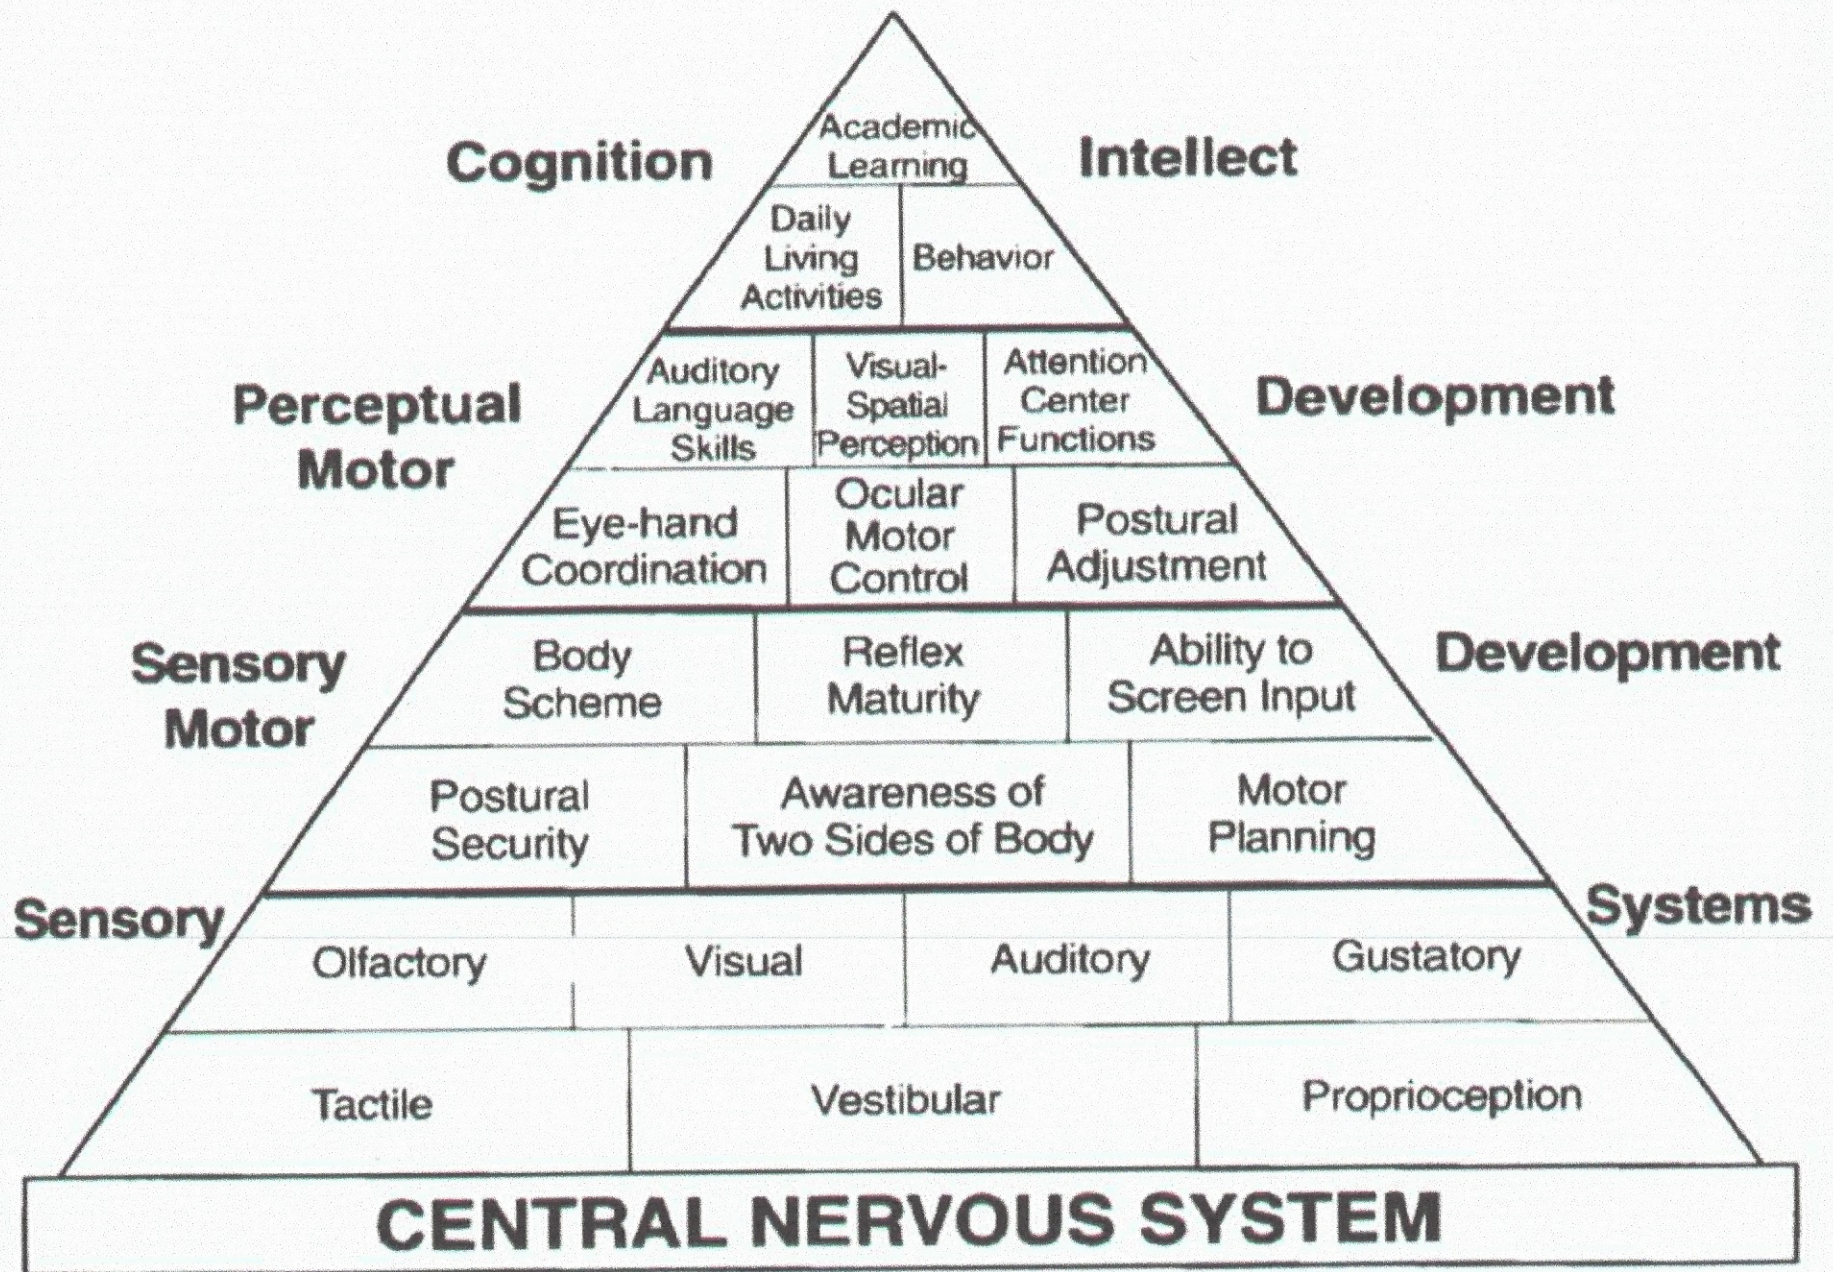 Academic
Learning
Cognition
Intellect
Daily
Living
Activities
Behavior
Auditory
Language
Skills
Visual-
Spatial
Perception
Attention
Center
Functions
Perceptual
Motor
Development
Eye-hand
Coordination
Ocular
Motor
Control
Postural
Adjustment
Sensory
Motor
Body
Scheme
Reflex
Maturity
Ability to
Screen Input
Development
Postural
Security
Awareness of
Two Sides of Body
Motor
Planning
Sensory
Systems
Olfactory
Visual
Auditory
Gustatory
Tactile
Vestibular
Proprioception
CENTRAL NERVOUS SYSTEM